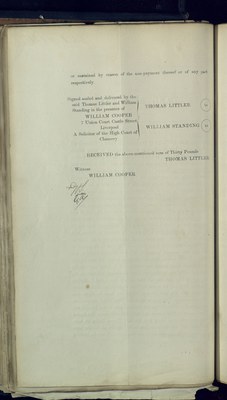 or sustained by reason of the non-payment thereof or of any part
respectively
Signed sealed and delivered by the
said Thomas Littler and William
Standing in the presence of
WILLIAM COOPER
7 Union Court Castle Street
Liverpool
A Solicitor of the High Court of
Chancery
THOMAS LITTLER
WILLIAM STANDING
RECEIVED the above-mentioned sum of Thirty Pounds
THOMAS LITTLER
Witness
WILLIAM COOPER